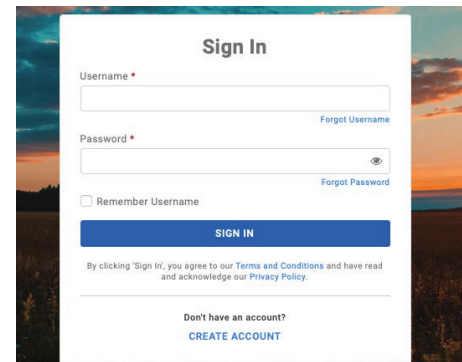 Sign In
Username *
Forgot Username
Password *
Forgot Password
Remember Username
SIGN IN
By clicking 'Sign In', you agree to our Terms and Conditions and have read
and acknowledge our Privacy Policy.
Don't have an account?
CREATE ACCOUNT